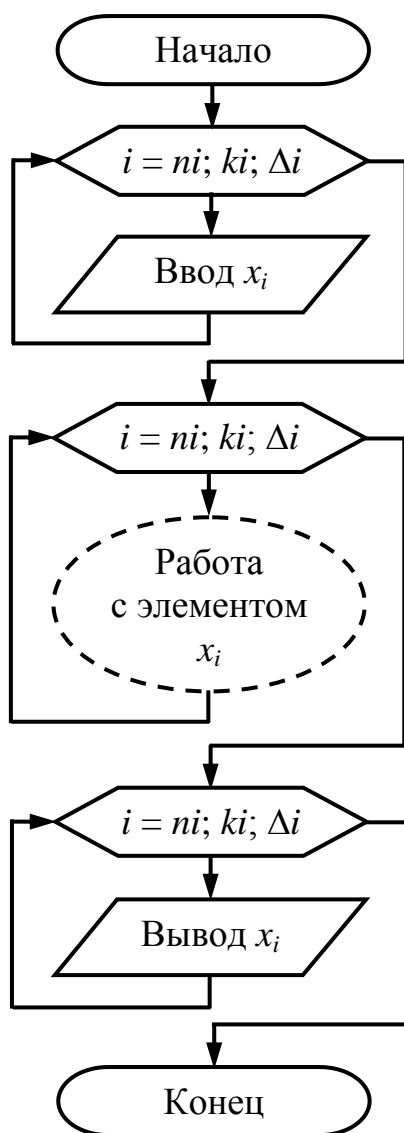 Начало
i = ni; ki; Δi
Ввод xᵢ
i = ni; ki; Δi
Работа
с элементом
xᵢ
i = ni; ki; Δi
Вывод xᵢ
Конец